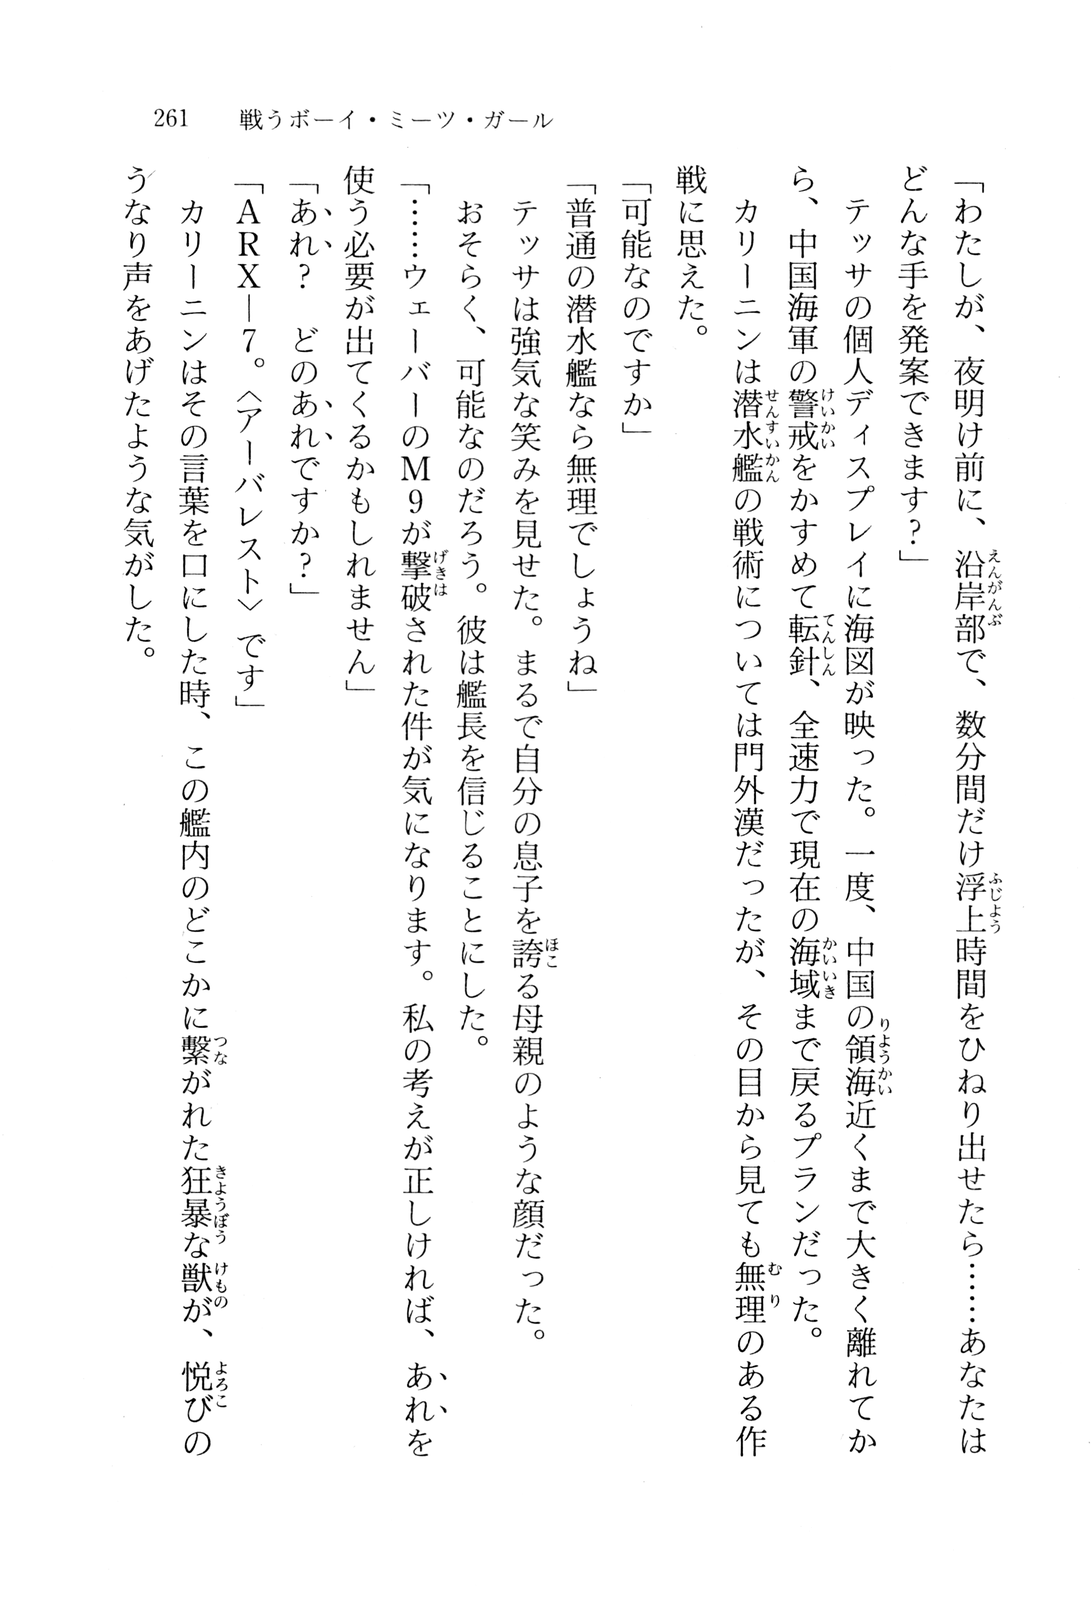 261　戦うボーイ・ミーツ・ガール
「わたしが、夜明け前に、沿岸部で、数分間だけ浮上時間をひねり出せたら……あなたは
どんな手を発案できます？」
　テッサの個人ディスプレイに海図が映った。一度、中国の領海近くまで大きく離れてか
ら、中国海軍の警戒をかすめて転針、全速力で現在の海域まで戻るプランだった。
　カリーニンは潜水艦の戦術については門外漢だったが、その目から見ても無理のある作
戦に思えた。
「可能なのですか」
「普通の潜水艦なら無理でしょうね」
　テッサは強気な笑みを見せた。まるで自分の息子を誇る母親のような顔だった。
　おそらく、可能なのだろう。彼は艦長を信じることにした。
「……ウェーバーのＭ９が撃破された件が気になります。私の考えが正しければ、あれを
使う必要が出てくるかもしれません」
「あれ？　どのあれですか？」
「ＡＲＸ―７。〈アーバレスト〉です」
　カリーニンはその言葉を口にした時、この艦内のどこかに繋がれた狂暴な獣が、悦びの
うなり声をあげたような気がした。